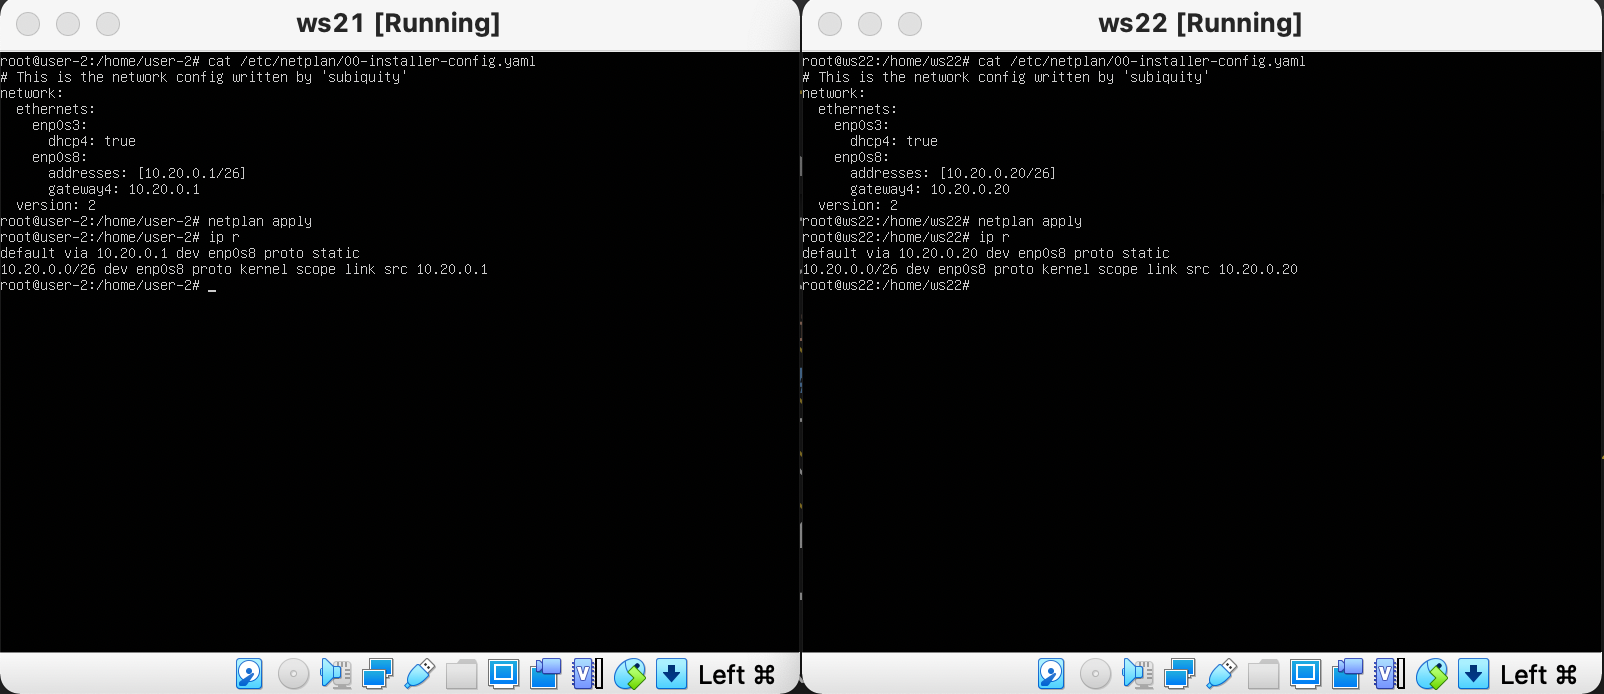 ws21 [Running]
root@user-2:/home/user-2# cat /etc/netplan/00-installer-config.yaml
# This is the network config written by 'subiquity'
network:
  ethernets:
    enp0s3:
      dhcp4: true
    enp0s8:
      addresses: [10.20.0.1/26]
      gateway4: 10.20.0.1
  version: 2
root@user-2:/home/user-2# netplan apply
root@user-2:/home/user-2# ip r
default via 10.20.0.1 dev enp0s8 proto static
10.20.0.0/26 dev enp0s8 proto kernel scope link src 10.20.0.1
root@user-2:/home/user-2# _
Left ⌘
ws22 [Running]
root@ws22:/home/ws22# cat /etc/netplan/00-installer-config.yaml
# This is the network config written by 'subiquity'
network:
  ethernets:
    enp0s3:
      dhcp4: true
    enp0s8:
      addresses: [10.20.0.20/26]
      gateway4: 10.20.0.20
  version: 2
root@ws22:/home/ws22# netplan apply
root@ws22:/home/ws22# ip r
default via 10.20.0.20 dev enp0s8 proto static
10.20.0.0/26 dev enp0s8 proto kernel scope link src 10.20.0.20
root@ws22:/home/ws22#
Left ⌘